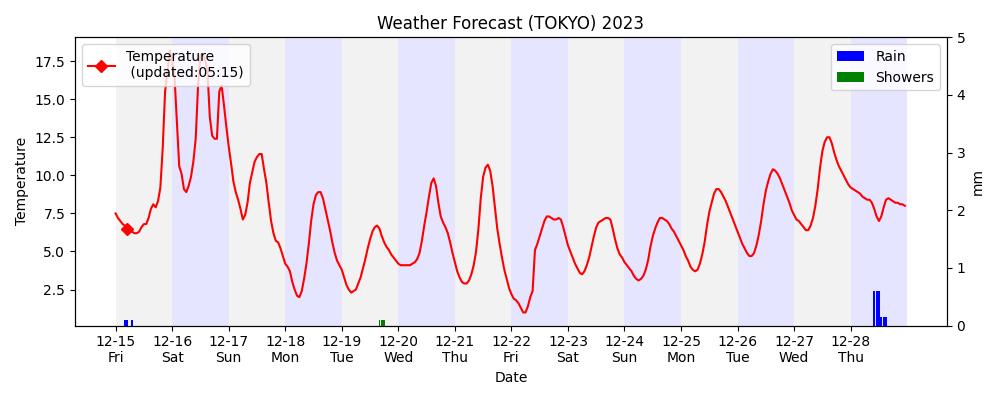 Weather Forecast (TOKYO) 2023
Temperature
(updated:05:15)
Rain
Showers
Temperature
17.5
15.0
12.5
10.0
7.5
5.0
2.5
5
4
3
2
1
0
mm
12-15 12-16 12-17 12-18 12-19 12-20 12-21 12-22 12-23 12-24 12-25 12-26 12-27 12-28
Fri Sat Sun Mon Tue Wed Thu Fri Sat Sun Mon Tue Wed Thu
Date